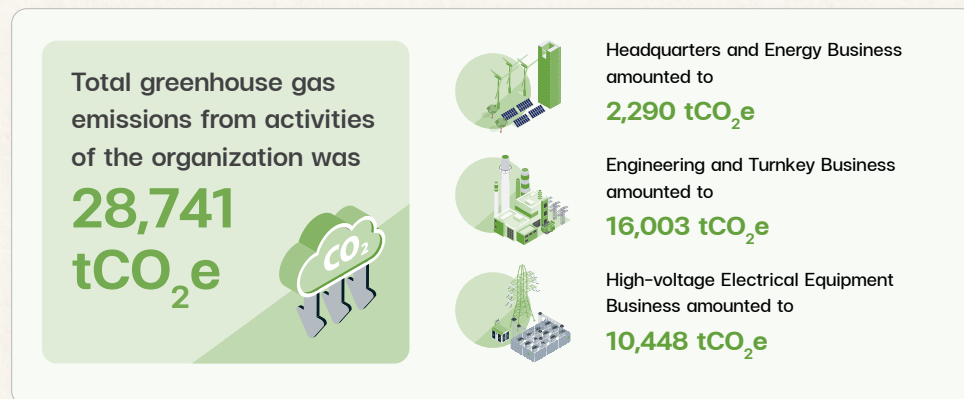 Total greenhouse gas
emissions from activities
of the organization was
28,741
tCO₂e
CO₂
Headquarters and Energy Business
amounted to
2,290 tCO₂e
Engineering and Turnkey Business
amounted to
16,003 tCO₂e
High-voltage Electrical Equipment
Business amounted to
10,448 tCO₂e